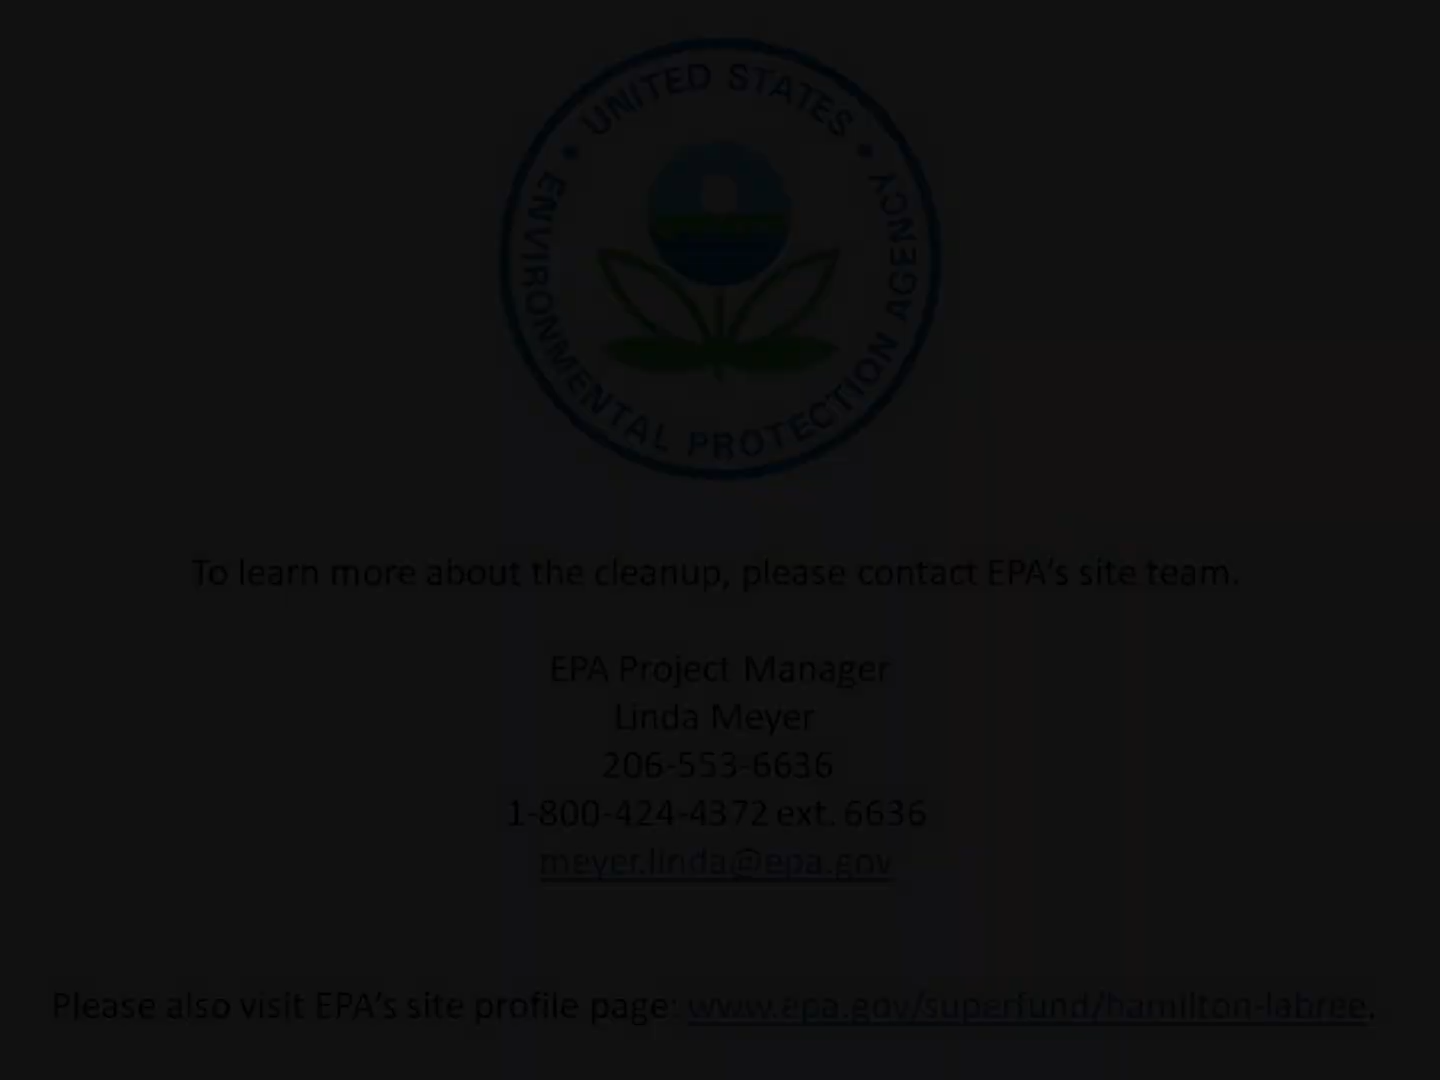 UNITED STATES
ENVIRONMENTAL PROTECTION AGENCY
To learn more about the cleanup, please contact EPA’s site team.
EPA Project Manager
Linda Meyer
206-553-6636
1-800-424-4372 ext. 6636
meyer.linda@epa.gov
Please also visit EPA’s site profile page: www.epa.gov/superfund/hamilton-labree.